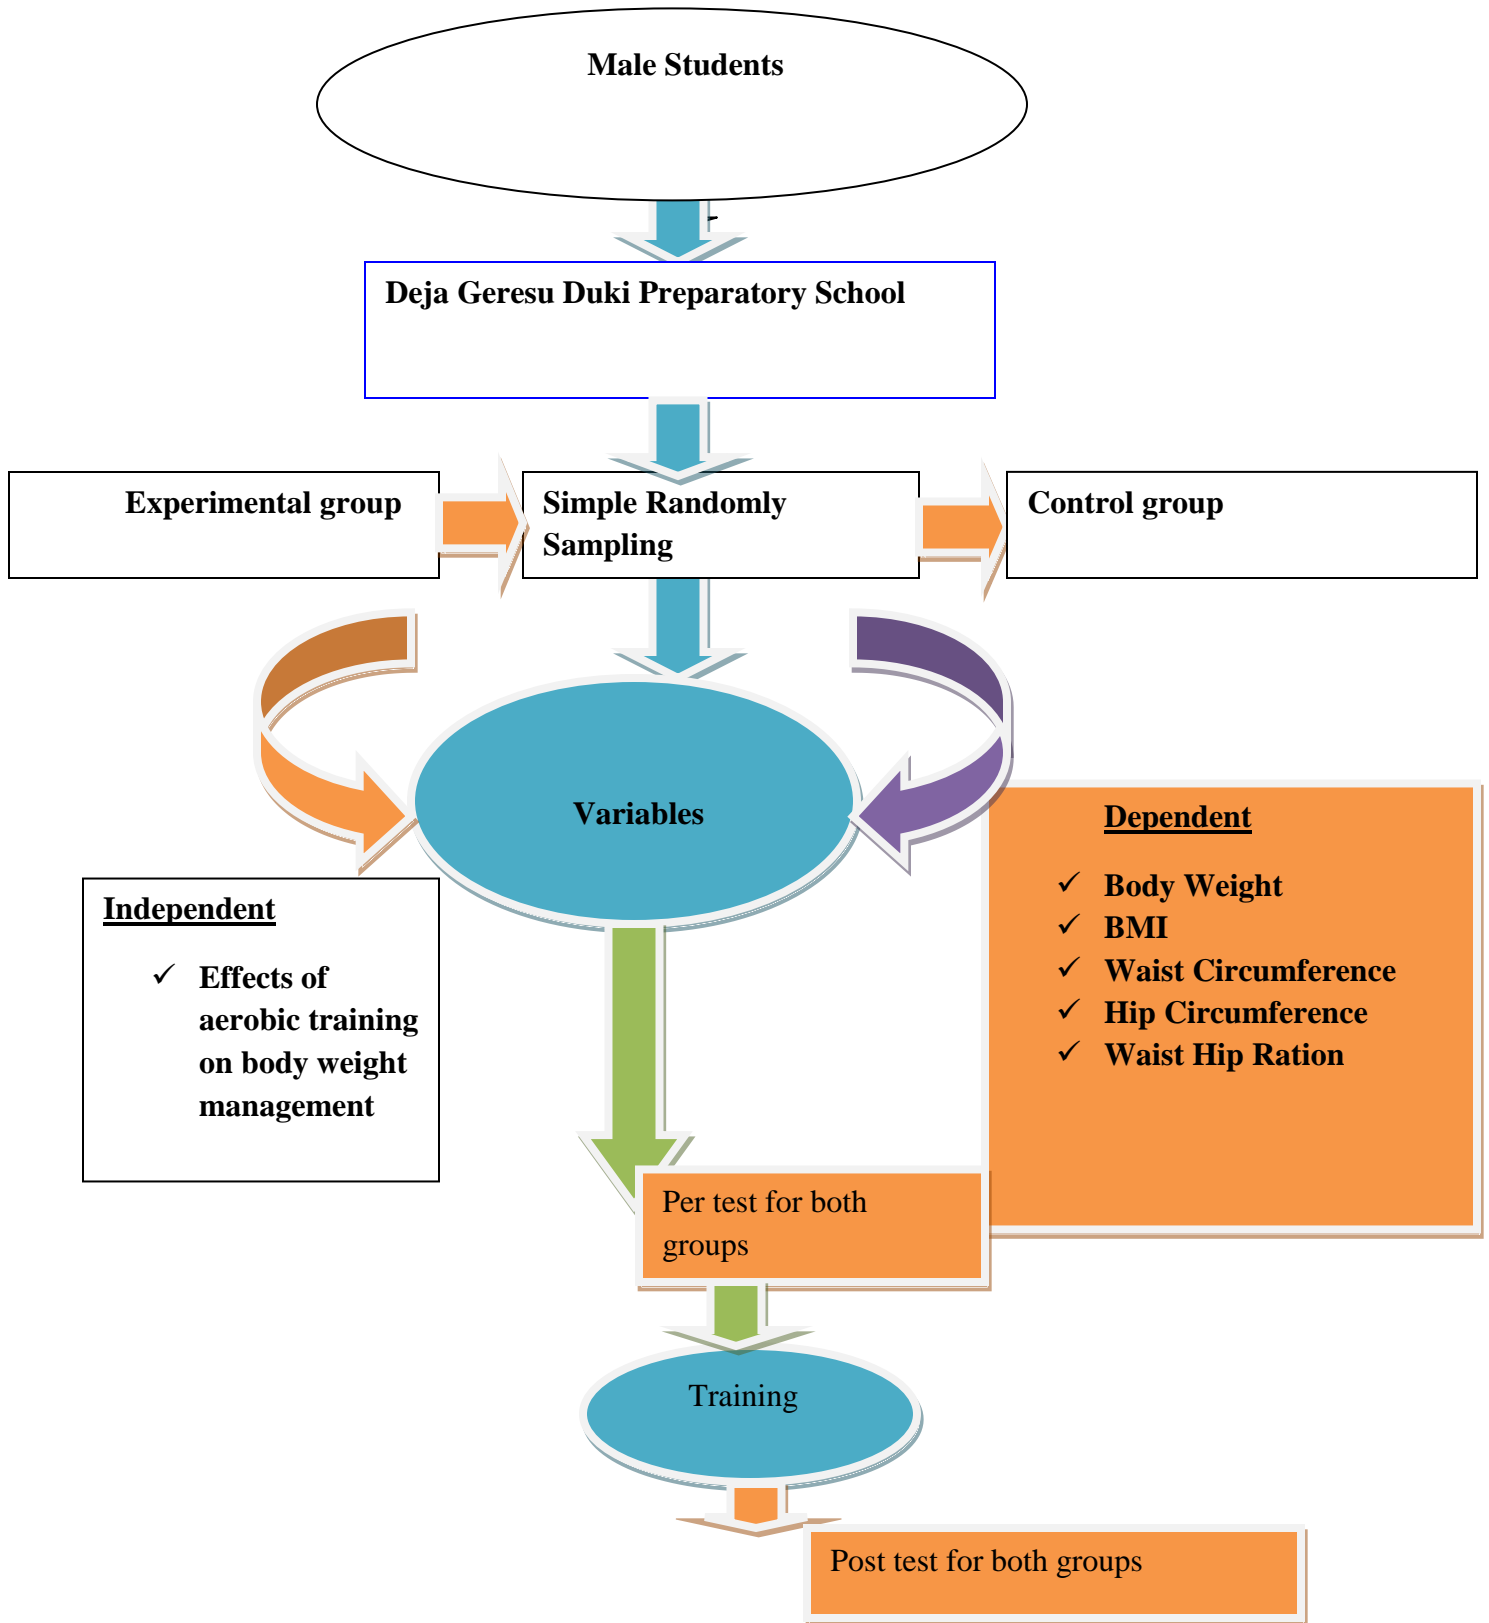 Male Students
Deja Geresu Duki Preparatory School
Experimental group
Simple Randomly
Sampling
Control group
Variables
Independent
✓ Effects of
aerobic training
on body weight
management
Dependent
✓ Body Weight
✓ BMI
✓ Waist Circumference
✓ Hip Circumference
✓ Waist Hip Ration
Per test for both
groups
Training
Post test for both groups